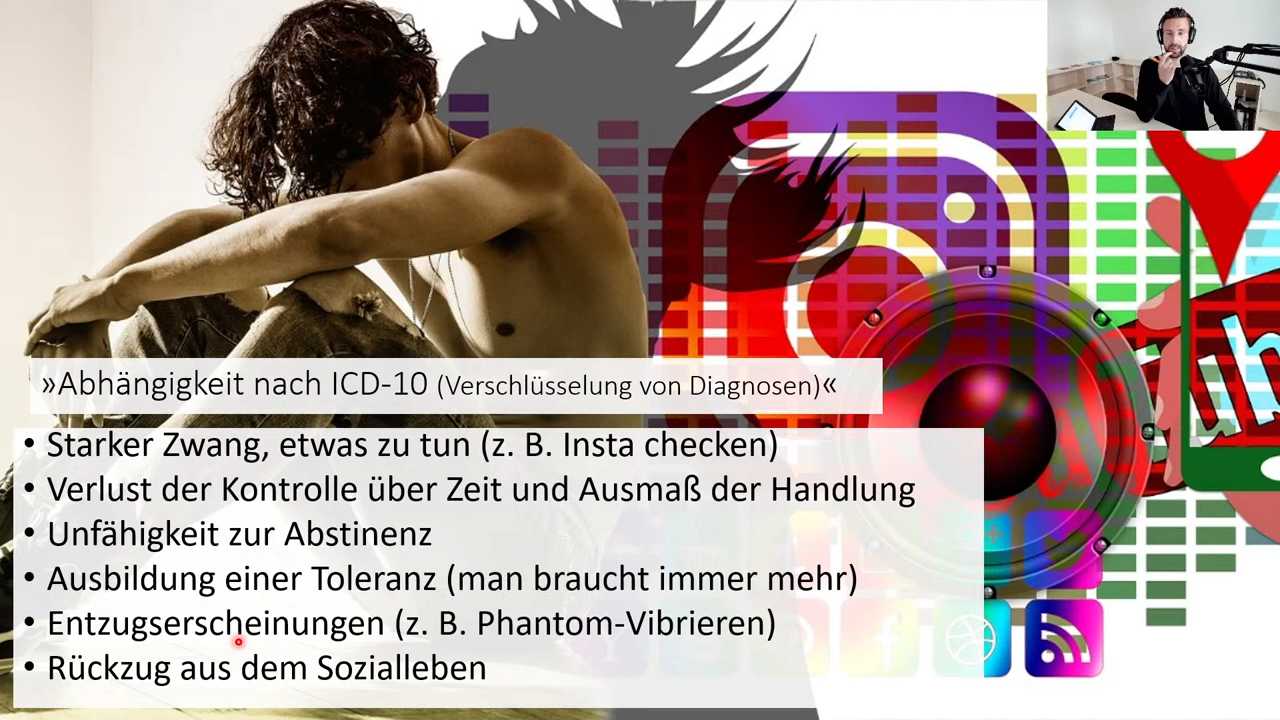 »Abhängigkeit nach ICD-10 (Verschlüsselung von Diagnosen)«
• Starker Zwang, etwas zu tun (z. B. Insta checken)
• Verlust der Kontrolle über Zeit und Ausmaß der Handlung
• Unfähigkeit zur Abstinenz
• Ausbildung einer Toleranz (man braucht immer mehr)
• Entzugserscheinungen (z. B. Phantom-Vibrieren)
• Rückzug aus dem Sozialleben